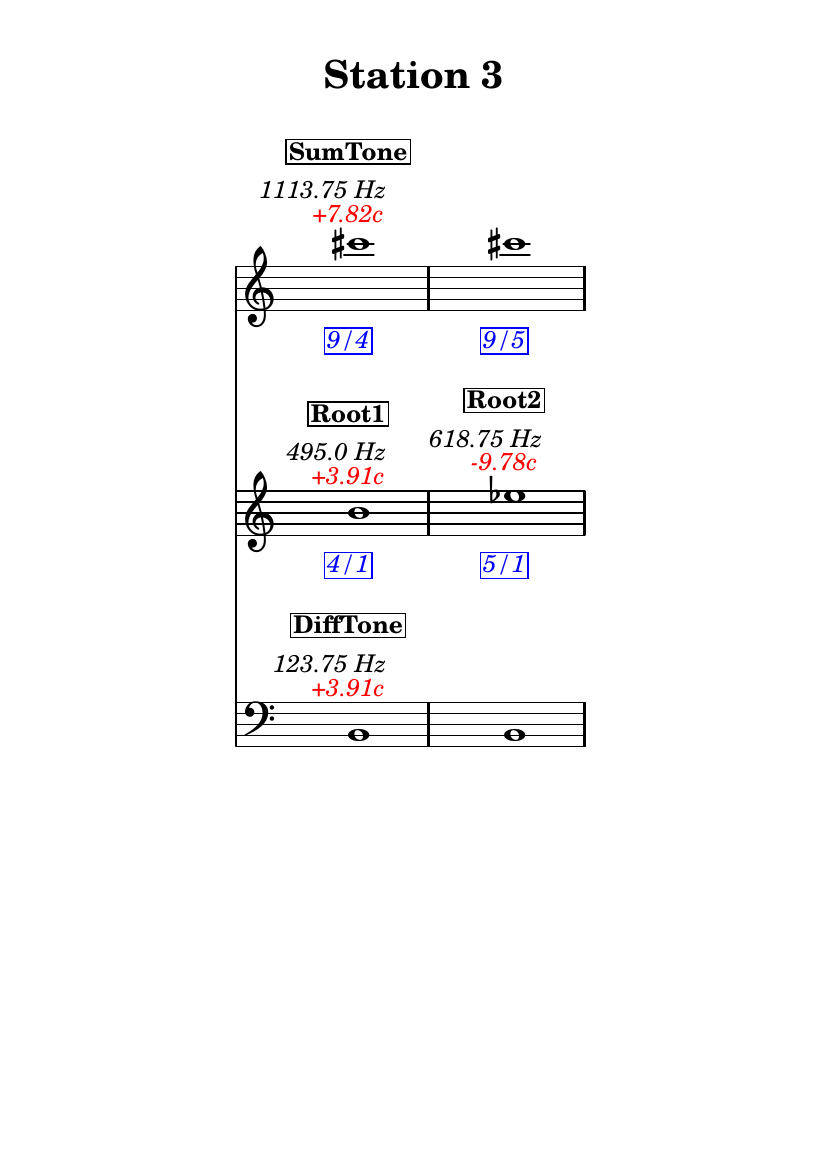 Station 3
SumTone
1113.75 Hz
+7.82c
9/4 9/5
Root1 Root2
495.0 Hz 618.75 Hz
+3.91c -9.78c
4/1 5/1
DiffTone
123.75 Hz
+3.91c